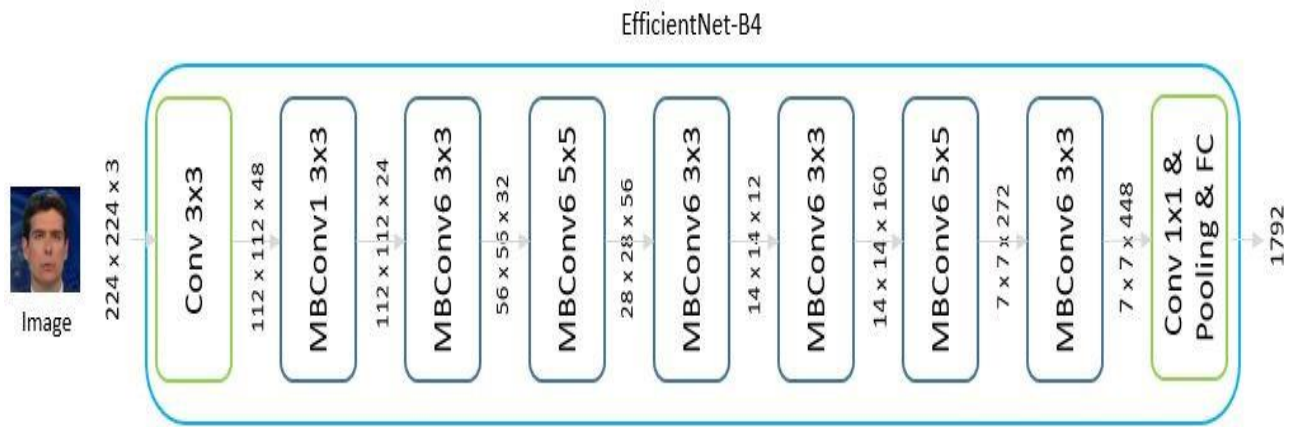 EfficientNet-B4
Image
224 x 224 x 3
Conv 3x3
112 x 112 x 48
MBConv1 3x3
112 x 112 x 24
MBConv6 3x3
56 x 56 x 32
MBConv6 5x5
28 x 28 x 56
MBConv6 3x3
14 x 14 x 12
MBConv6 3x3
14 x 14 x 160
MBConv6 5x5
7 x 7 x 272
MBConv6 3x3
7 x 7 x 448
Conv 1x1 &
Pooling & FC
1792